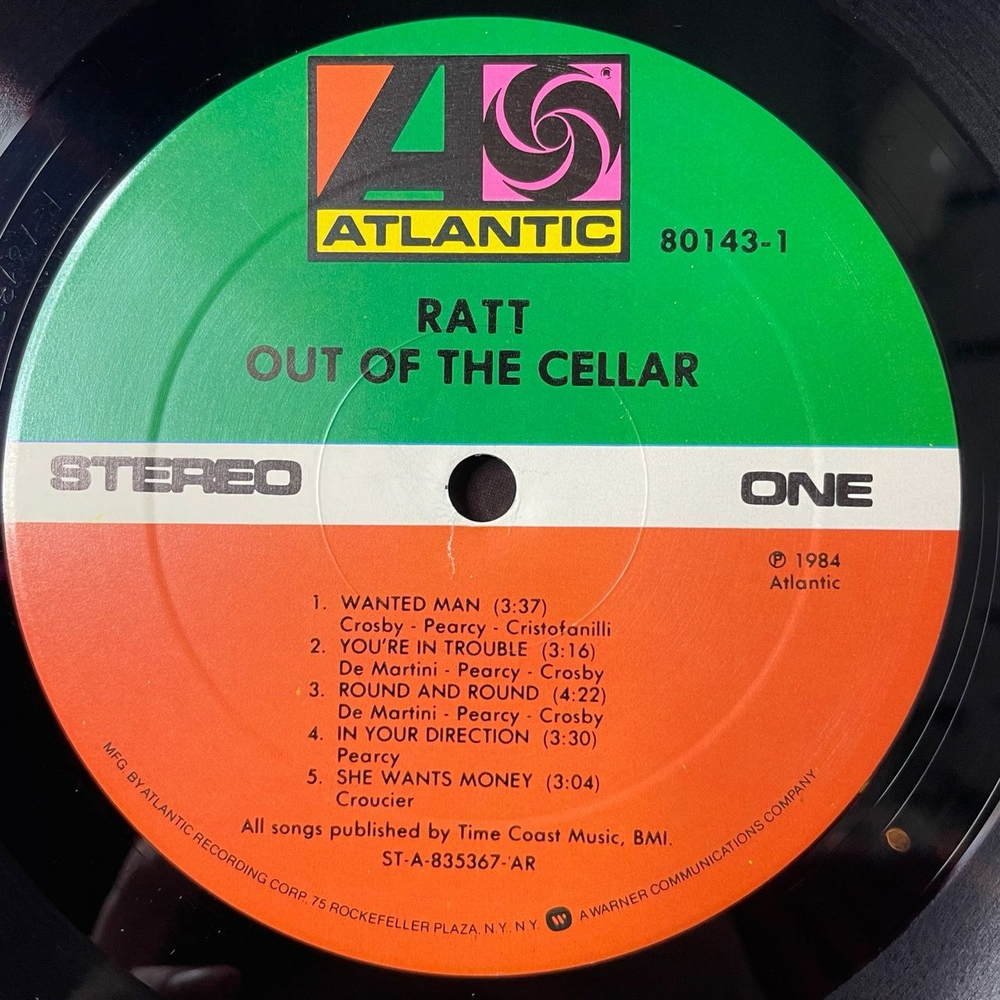 ATLANTIC
80143-1
RATT
OUT OF THE CELLAR
STEREO
ONE
℗ 1984
Atlantic
1. WANTED MAN (3:37)
Crosby - Pearcy - Cristofanilli
2. YOU'RE IN TROUBLE (3:16)
De Martini - Pearcy - Crosby
3. ROUND AND ROUND (4:22)
De Martini - Pearcy - Crosby
4. IN YOUR DIRECTION (3:30)
Pearcy
5. SHE WANTS MONEY (3:04)
Croucier
All songs published by Time Coast Music, BMI.
ST-A-835367-AR
MFG. BY ATLANTIC RECORDING CORP. 75 ROCKEFELLER PLAZA, N.Y. N.Y. A WARNER COMMUNICATIONS COMPANY